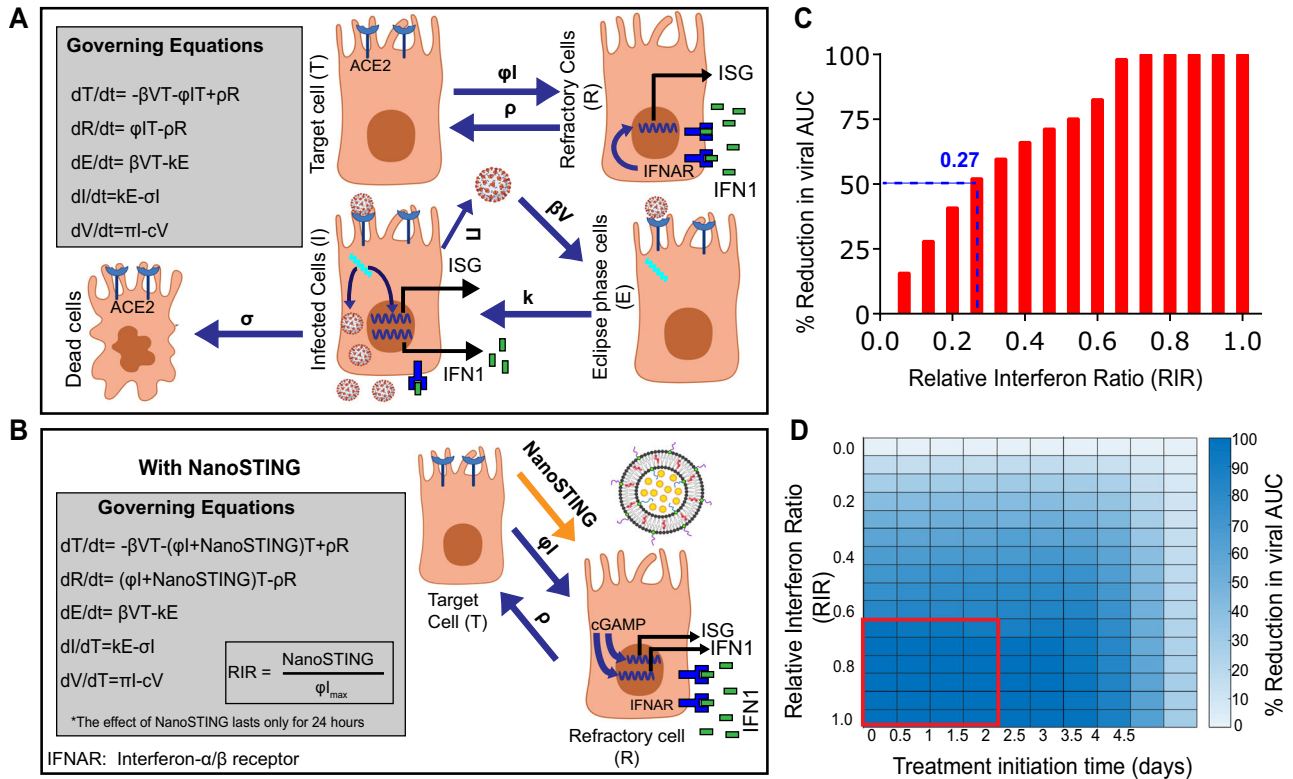 A
Governing Equations
dT/dt= -βVT-φIT+ρR
dR/dt= φIT-ρR
dE/dt= βVT-kE
dI/dt=kE-σI
dV/dt=πI-cV
ACE2
Target cell (T)
φI
ρ
Refractory Cells (R)
ISG
IFNAR
IFN1
Dead cells
ACE2
σ
Infected Cells (I)
ISG
IFN1
⊔
βV
k
Eclipse phase cells (E)
B
With NanoSTING
Governing Equations
dT/dt= -βVT-(φI+NanoSTING)T+ρR
dR/dt= (φI+NanoSTING)T-ρR
dE/dt= βVT-kE
dI/dT=kE-σI
dV/dT=πI-cV
RIR = NanoSTING
φImax
*The effect of NanoSTING lasts only for 24 hours
IFNAR: Interferon-α/β receptor
Target
Cell (T)
NanoSTING
φI
ρ
cGAMP
ISG
IFN1
IFNAR
IFN1
Refractory cell
(R)
C
% Reduction in viral AUC
100
75
50
25
0
0.27
0.0 0.2 0.4 0.6 0.8 1.0
Relative Interferon Ratio (RIR)
D
Relative Interferon Ratio
(RIR)
0.0
0.2
0.4
0.6
0.8
1.0
0 0.5 1 1.5 2 2.5 3 3.5 4 4.5
Treatment initiation time (days)
100
90
80
70
60
50
40
30
20
10
0
% Reduction in viral AUC